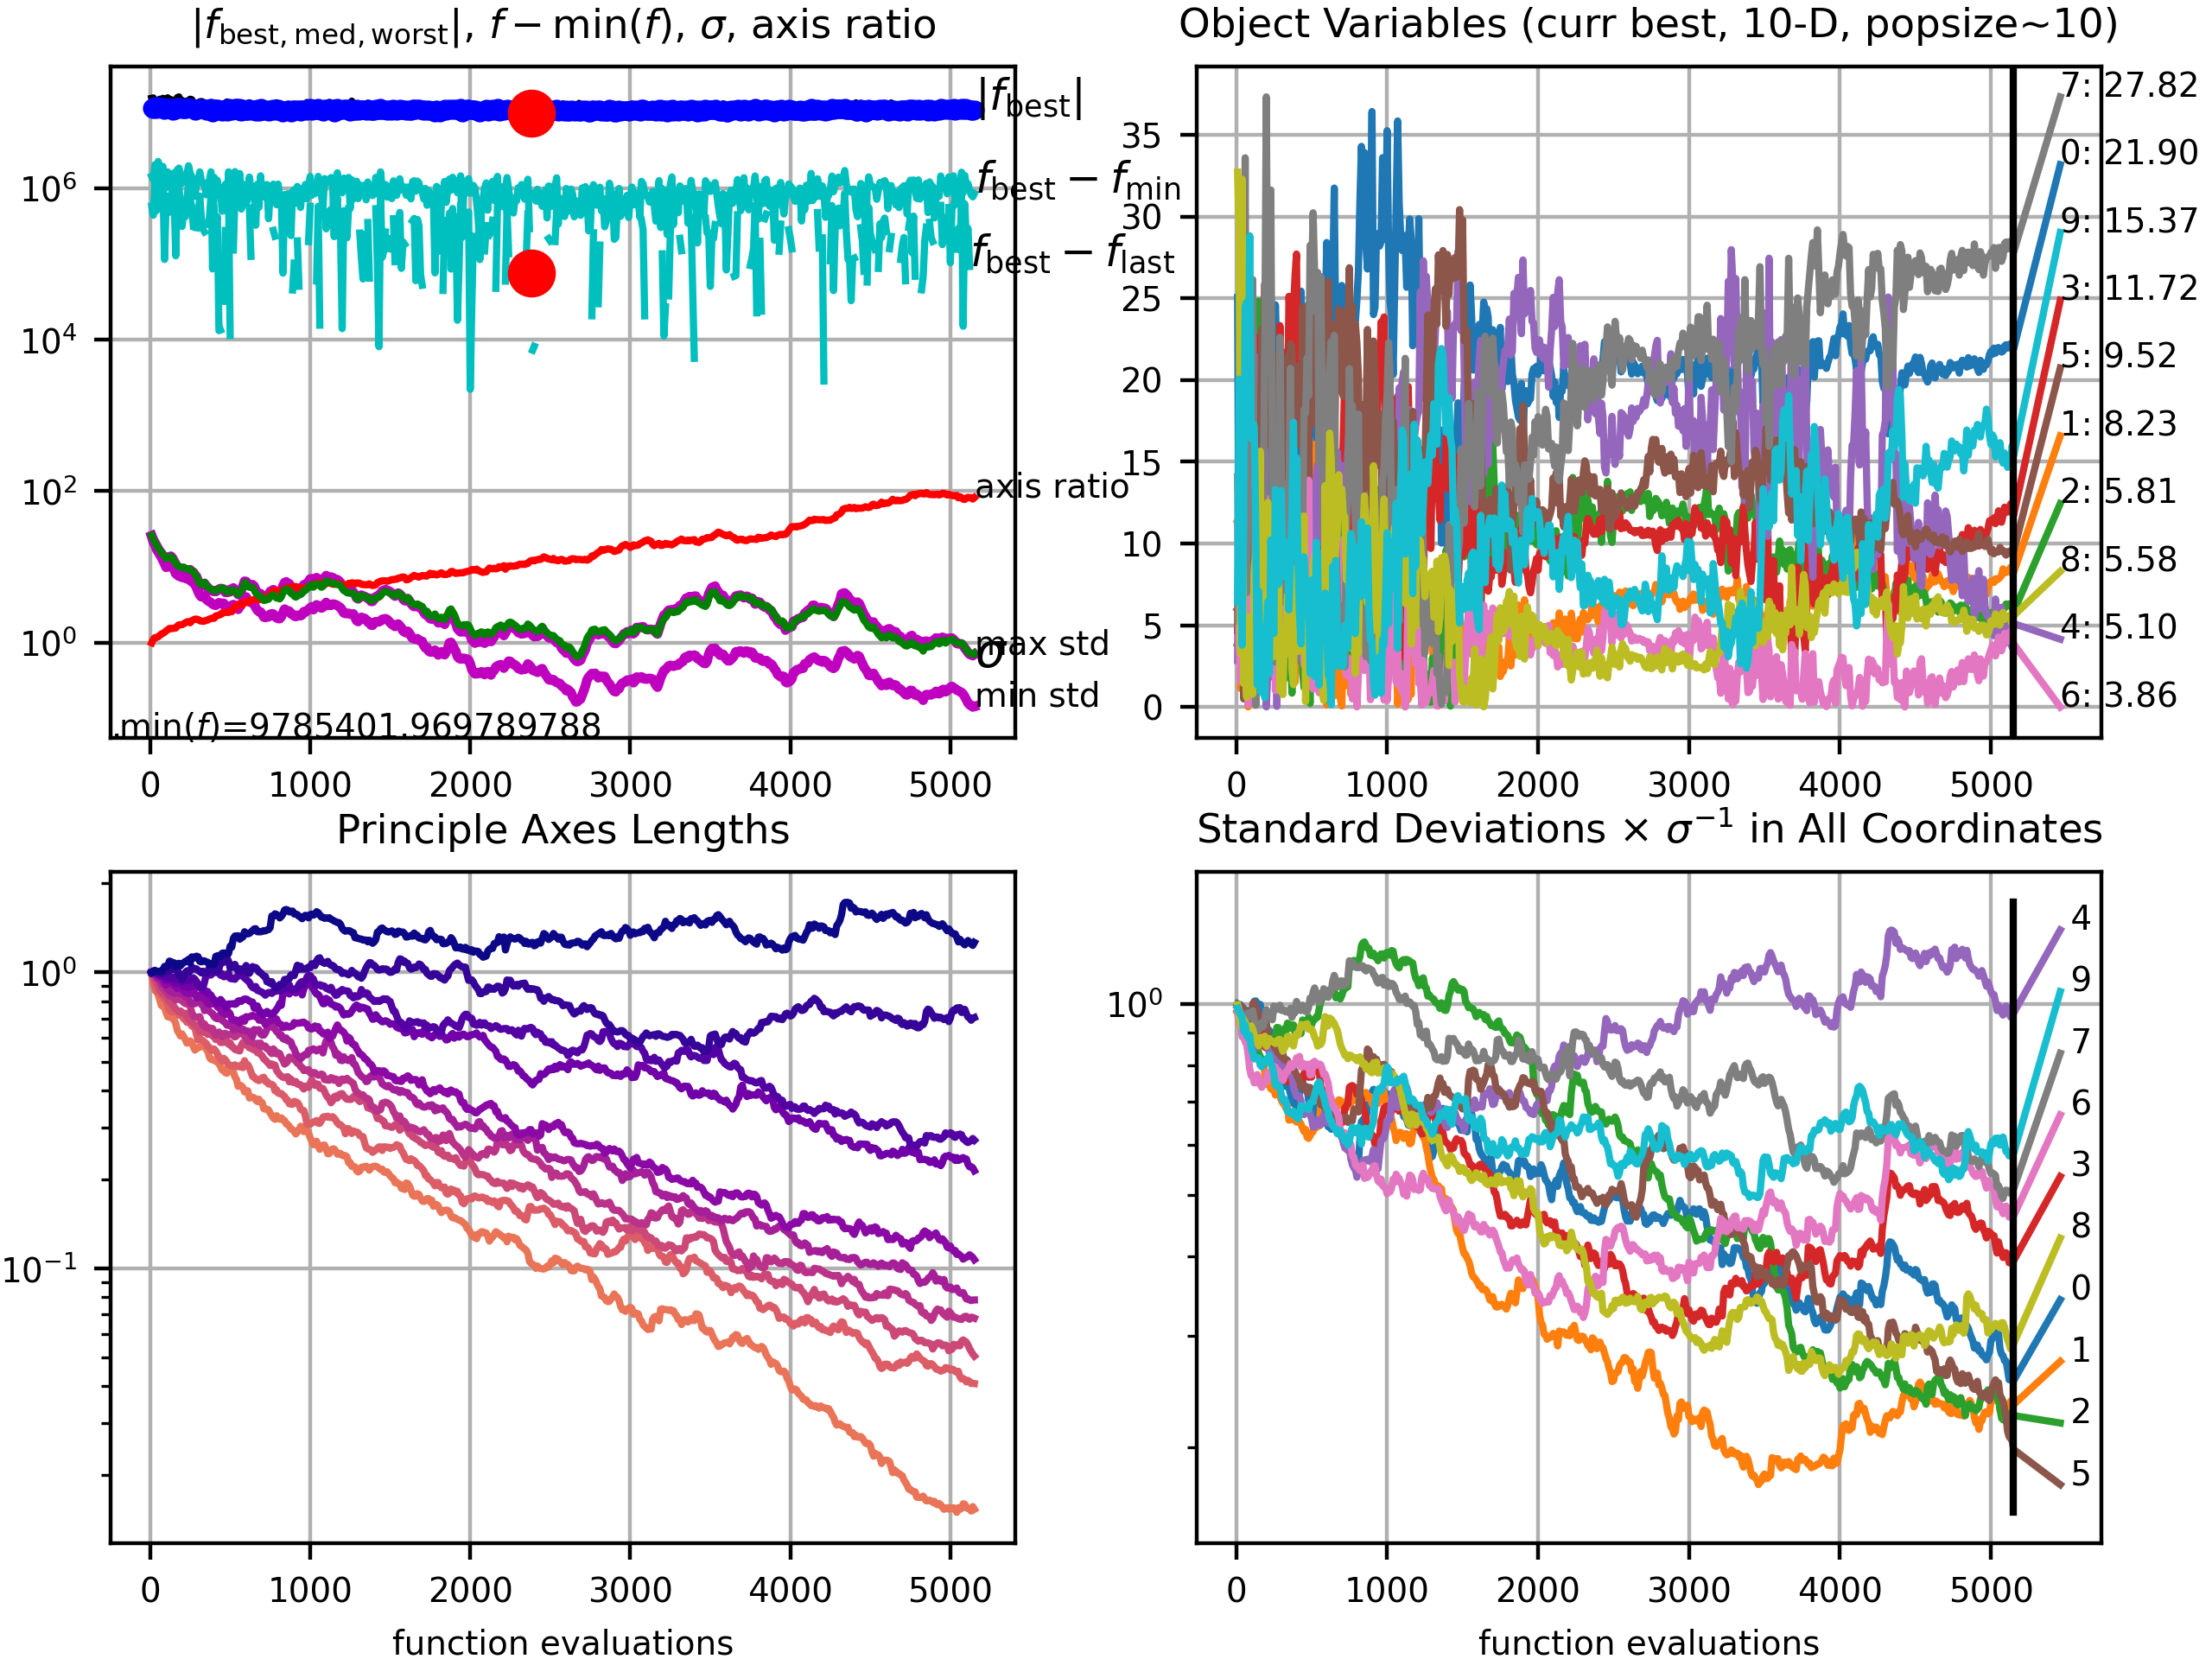 |f_best,med,worst|, f − min(f), σ, axis ratio
10^6
10^4
10^2
10^0
|f_best|
f_best − f_min
f_best − f_last
axis ratio
max std
σ
min std
.min(f)=9785401.969789788
0 1000 2000 3000 4000 5000
Object Variables (curr best, 10-D, popsize~10)
35
30
25
20
15
10
5
0
7: 27.82
0: 21.90
9: 15.37
3: 11.72
5: 9.52
1: 8.23
2: 5.81
8: 5.58
4: 5.10
6: 3.86
0 1000 2000 3000 4000 5000
Principle Axes Lengths
10^0
10^−1
0 1000 2000 3000 4000 5000
function evaluations
Standard Deviations × σ^−1 in All Coordinates
10^0
4
9
7
6
3
8
0
1
2
5
0 1000 2000 3000 4000 5000
function evaluations